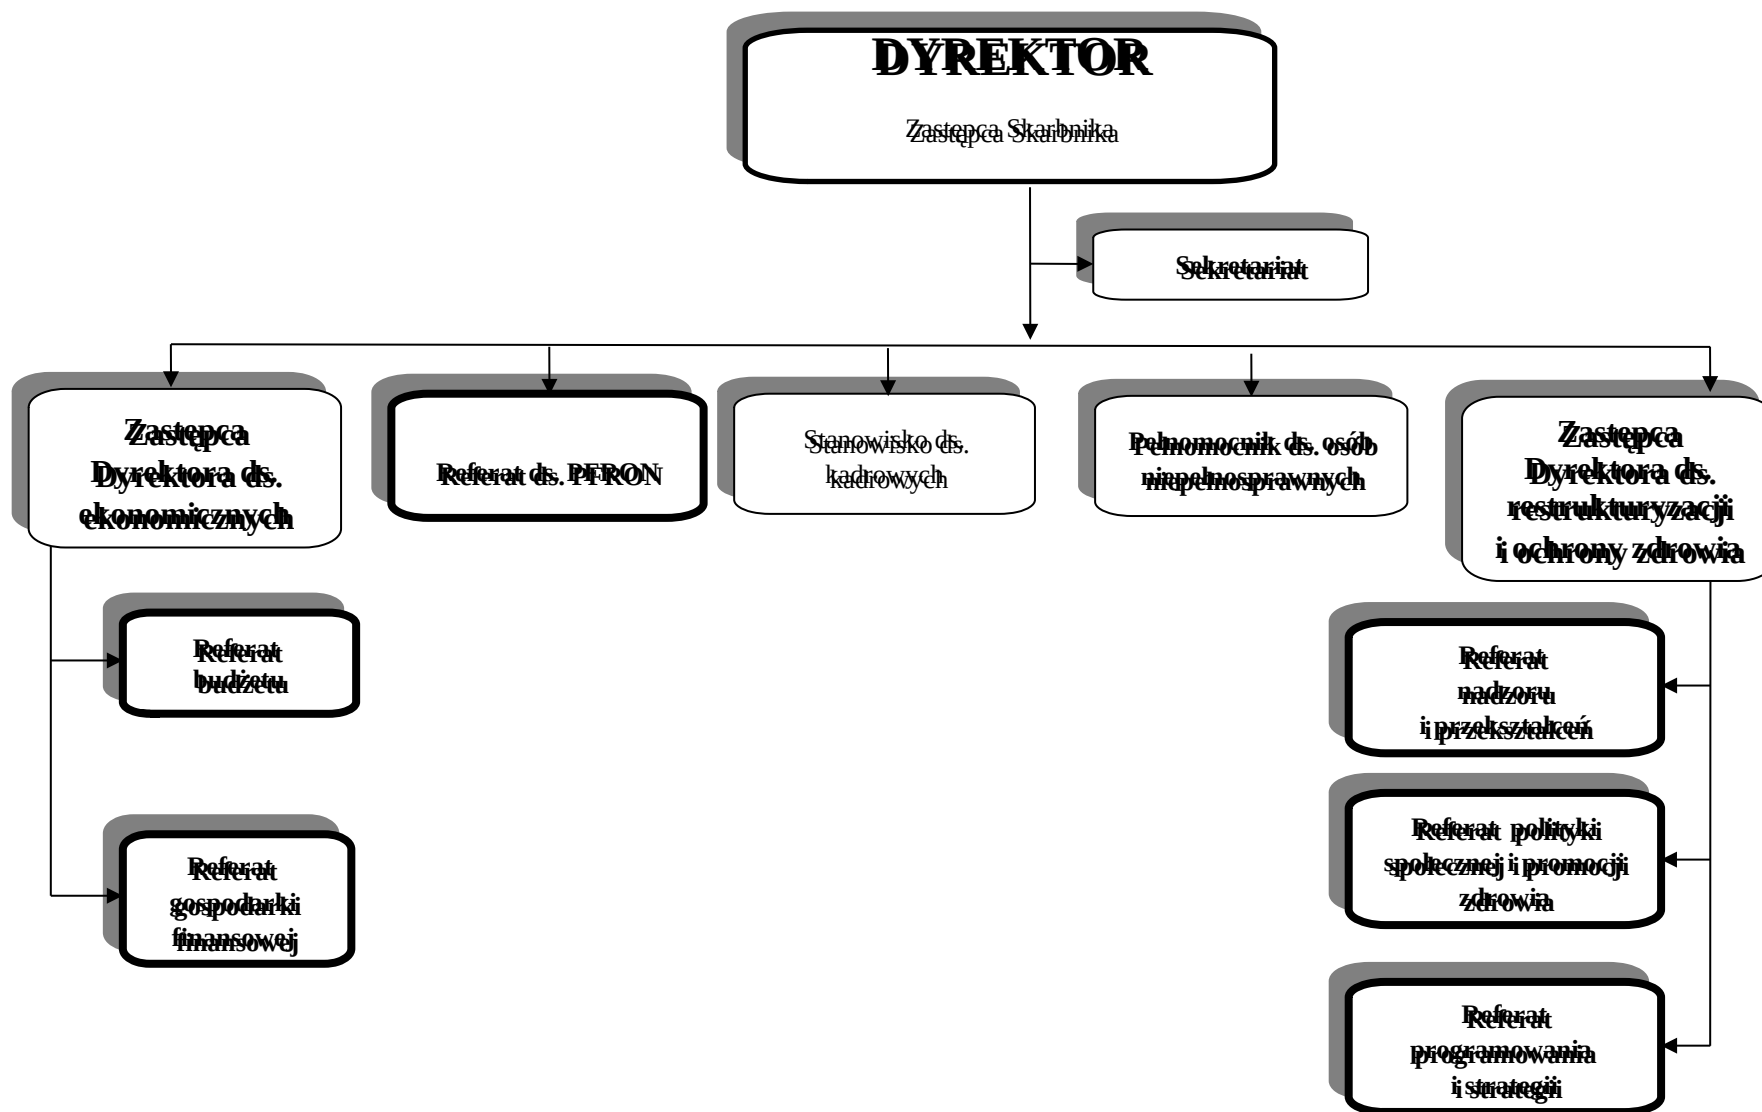 DYREKTOR
Zastępca Skarbnika
Sekretariat
Zastępca
Dyrektora ds.
ekonomicznych
Referat ds. PFRON
Stanowisko ds.
kadrowych
Pełnomocnik ds. osób
niepełnosprawnych
Zastępca
Dyrektora ds.
restrukturyzacji
i ochrony zdrowia
Referat
budżetu
Referat
gospodarki
finansowej
Referat
nadzoru
i przekształceń
Referat polityki
społecznej i promocji
zdrowia
Referat
programowania
i strategii